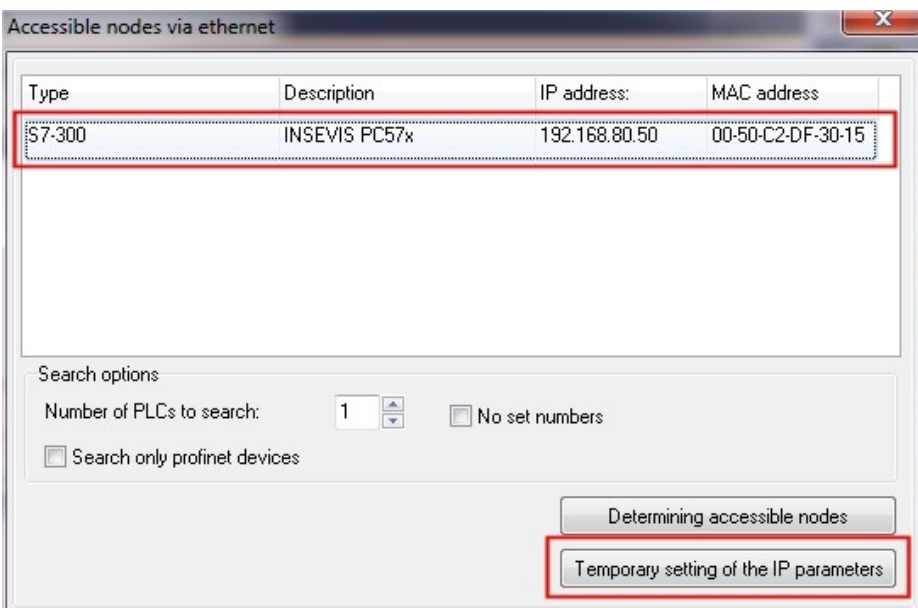 Accessible nodes via ethernet
Type Description IP address: MAC address
S7-300 INSEVIS PC57x 192.168.80.50 00-50-C2-DF-30-15
Search options
Number of PLCs to search: 1 No set numbers
Search only profinet devices
Determining accessible nodes
Temporary setting of the IP parameters